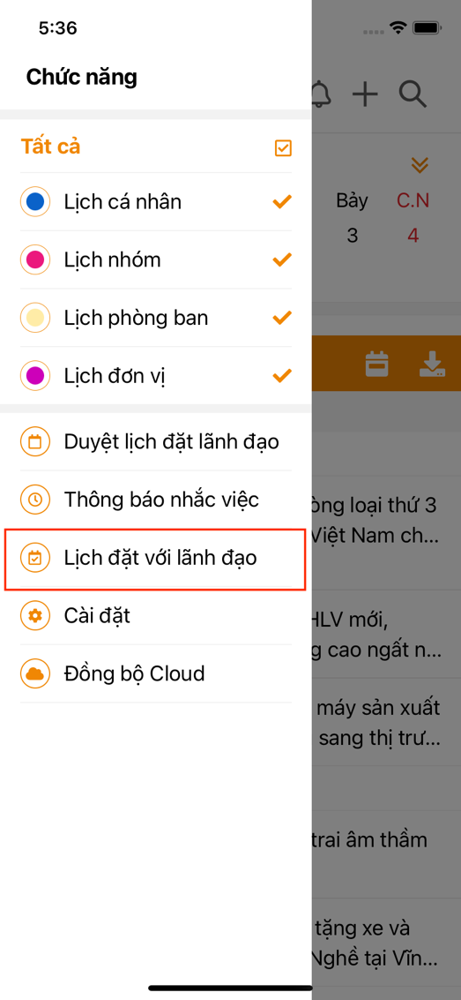 5:36
Chức năng
Tất cả
Lịch cá nhân
Lịch nhóm
Lịch phòng ban
Lịch đơn vị
Duyệt lịch đặt lãnh đạo
Thông báo nhắc việc
Lịch đặt với lãnh đạo
Cài đặt
Đồng bộ Cloud
Bảy C.N
3 4
òng loại thứ 3
Việt Nam ch...
HLV mới,
g cao ngất n...
máy sản xuất
sang thị trư...
trai âm thầm
tặng xe và
Nghề tại Vĩn...